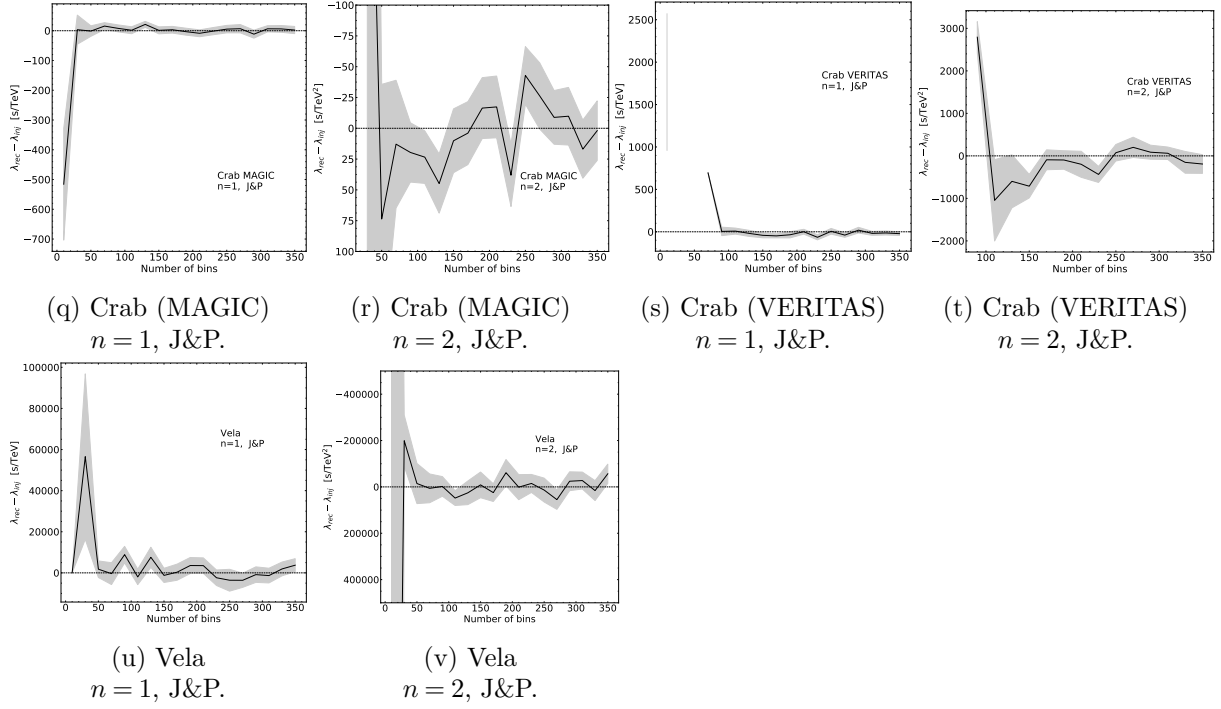 100
0
−100
−200
−300
−400
−500
−600
−700
0 50 100 150 200 250 300 350
Number of bins
λrec − λinj [s/TeV]
Crab MAGIC
n=1, J&P
−100
−75
−50
−25
0
25
50
75
100
50 100 150 200 250 300 350
Number of bins
λrec − λinj [s/TeV²]
Crab MAGIC
n=2, J&P
2500
2000
1500
1000
500
0
0 50 100 150 200 250 300 350
Number of bins
λrec − λinj [s/TeV]
Crab VERITAS
n=1, J&P
3000
2000
1000
0
−1000
−2000
100 150 200 250 300 350
Number of bins
λrec − λinj [s/TeV²]
Crab VERITAS
n=2, J&P
(q) Crab (MAGIC)
n = 1, J&P.
(r) Crab (MAGIC)
n = 2, J&P.
(s) Crab (VERITAS)
n = 1, J&P.
(t) Crab (VERITAS)
n = 2, J&P.
100000
80000
60000
40000
20000
0
0 50 100 150 200 250 300 350
Number of bins
λrec − λinj [s/TeV]
Vela
n=1, J&P
−400000
−200000
0
200000
400000
0 50 100 150 200 250 300 350
Number of bins
λrec − λinj [s/TeV²]
Vela
n=2, J&P
(u) Vela
n = 1, J&P.
(v) Vela
n = 2, J&P.